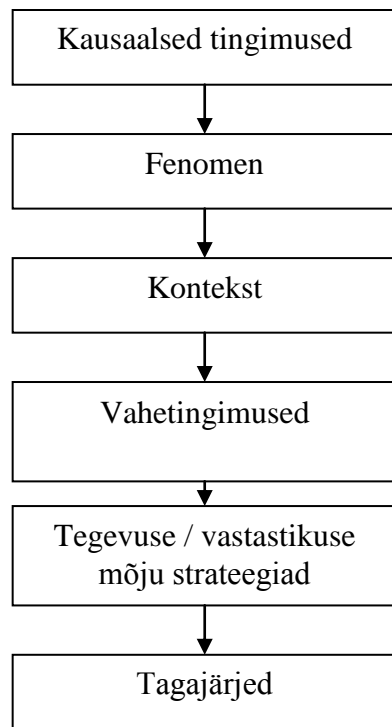 Kausaalsed tingimused
Fenomen
Kontekst
Vahetingimused
Tegevuse / vastastikuse
mõju strateegiad
Tagajärjed